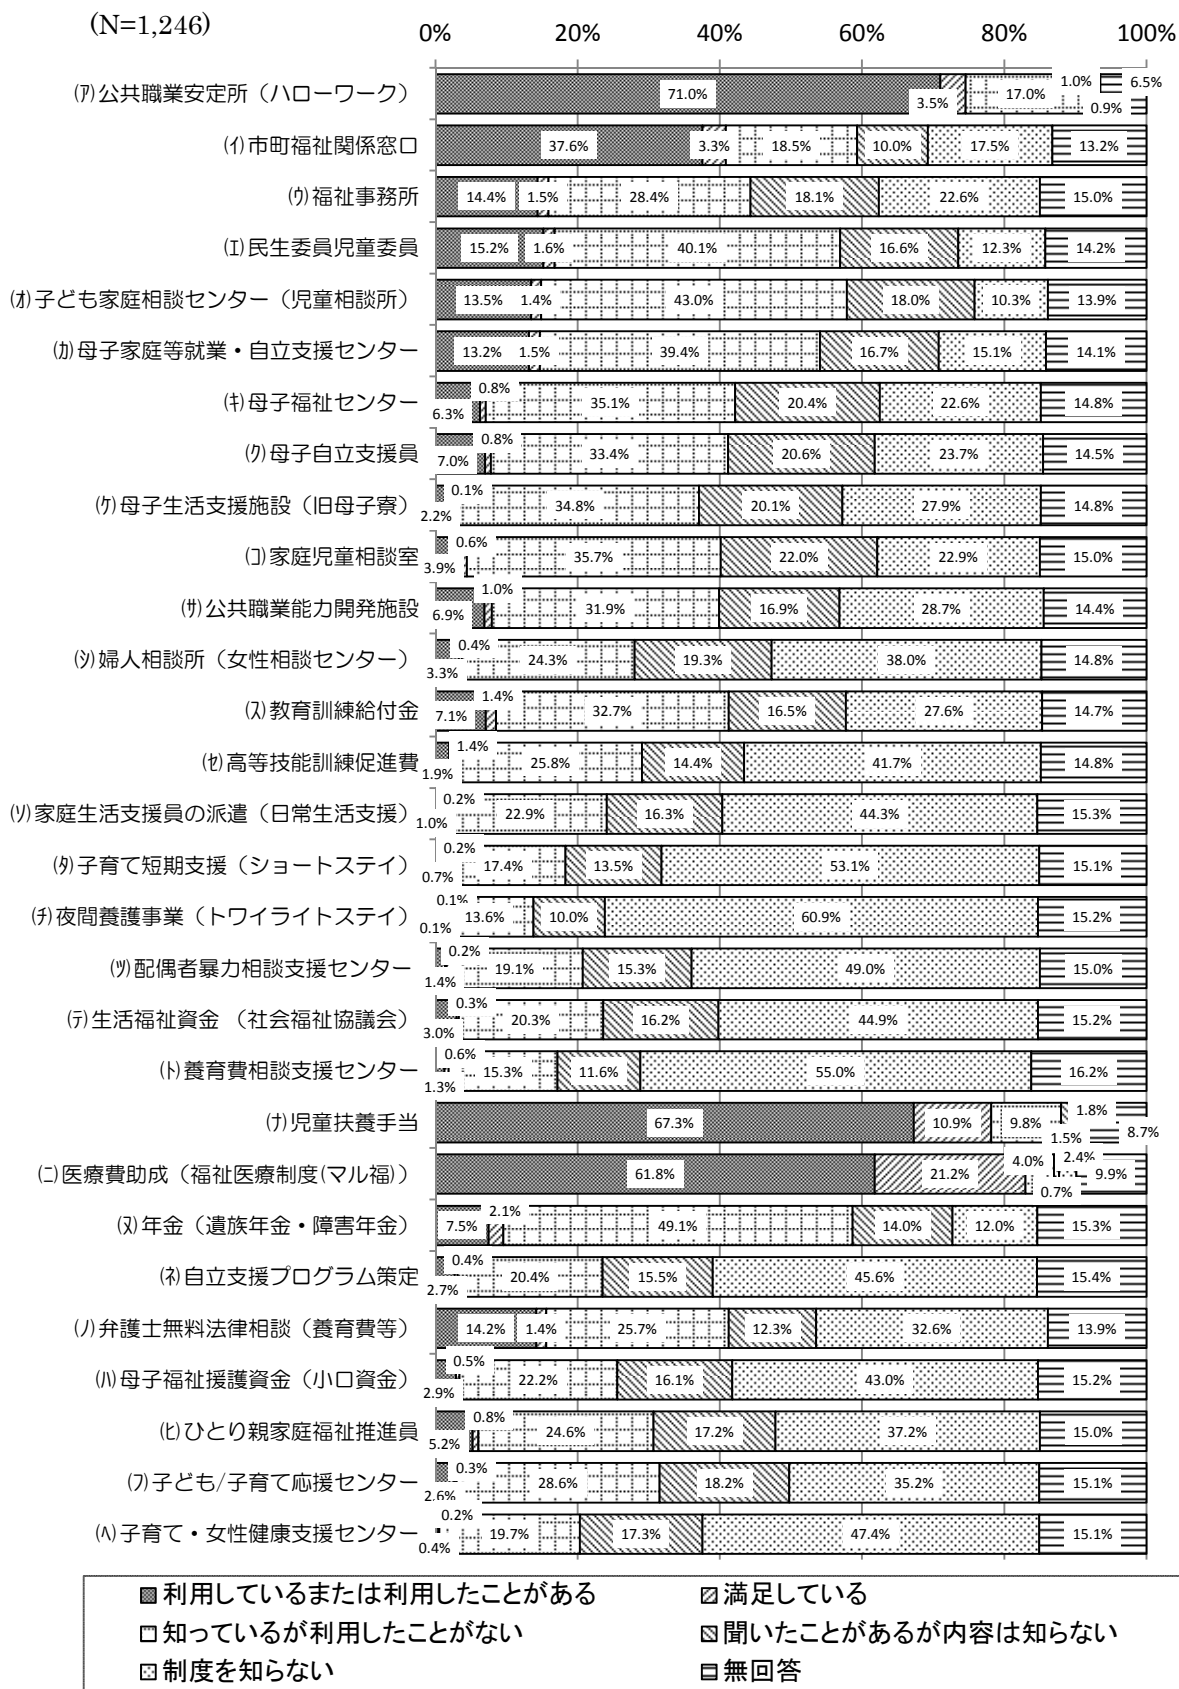 (N=1,246)
0% 20% 40% 60% 80% 100%
㋐公共職業安定所（ハローワーク） 71.0% 3.5% 17.0% 1.0% 0.9% 6.5%
㋑市町福祉関係窓口 37.6% 3.3% 18.5% 10.0% 17.5% 13.2%
㋒福祉事務所 14.4% 1.5% 28.4% 18.1% 22.6% 15.0%
㋓民生委員児童委員 15.2% 1.6% 40.1% 16.6% 12.3% 14.2%
㋔子ども家庭相談センター（児童相談所） 13.5% 1.4% 43.0% 18.0% 10.3% 13.9%
㋕母子家庭等就業・自立支援センター 13.2% 1.5% 39.4% 16.7% 15.1% 14.1%
㋖母子福祉センター 6.3% 0.8% 35.1% 20.4% 22.6% 14.8%
㋗母子自立支援員 7.0% 0.8% 33.4% 20.6% 23.7% 14.5%
㋘母子生活支援施設（旧母子寮） 2.2% 0.1% 34.8% 20.1% 27.9% 14.8%
㋙家庭児童相談室 3.9% 0.6% 35.7% 22.0% 22.9% 15.0%
㋚公共職業能力開発施設 6.9% 1.0% 31.9% 16.9% 28.7% 14.4%
㋛婦人相談所（女性相談センター） 3.3% 0.4% 24.3% 19.3% 38.0% 14.8%
㋜教育訓練給付金 7.1% 1.4% 32.7% 16.5% 27.6% 14.7%
㋝高等技能訓練促進費 1.9% 1.4% 25.8% 14.4% 41.7% 14.8%
㋞家庭生活支援員の派遣（日常生活支援） 1.0% 0.2% 22.9% 16.3% 44.3% 15.3%
㋟子育て短期支援（ショートステイ） 0.7% 0.2% 17.4% 13.5% 53.1% 15.1%
㋠夜間養護事業（トワイライトステイ） 0.1% 0.1% 13.6% 10.0% 60.9% 15.2%
㋡配偶者暴力相談支援センター 1.4% 0.2% 19.1% 15.3% 49.0% 15.0%
㋢生活福祉資金 （社会福祉協議会） 3.0% 0.3% 20.3% 16.2% 44.9% 15.2%
㋣養育費相談支援センター 1.3% 0.6% 15.3% 11.6% 55.0% 16.2%
㋤児童扶養手当 67.3% 10.9% 9.8% 1.5% 1.8% 8.7%
㋥医療費助成（福祉医療制度(マル福)） 61.8% 21.2% 4.0% 0.7% 2.4% 9.9%
㋦年金（遺族年金・障害年金） 7.5% 2.1% 49.1% 14.0% 12.0% 15.3%
㋧自立支援プログラム策定 2.7% 0.4% 20.4% 15.5% 45.6% 15.4%
㋨弁護士無料法律相談（養育費等） 14.2% 1.4% 25.7% 12.3% 32.6% 13.9%
㋩母子福祉援護資金（小口資金） 2.9% 0.5% 22.2% 16.1% 43.0% 15.2%
㋪ひとり親家庭福祉推進員 5.2% 0.8% 24.6% 17.2% 37.2% 15.0%
㋫子ども/子育て応援センター 2.6% 0.3% 28.6% 18.2% 35.2% 15.1%
㋬子育て・女性健康支援センター 0.4% 0.2% 19.7% 17.3% 47.4% 15.1%
利用しているまたは利用したことがある 満足している
知っているが利用したことがない 聞いたことがあるが内容は知らない
制度を知らない 無回答